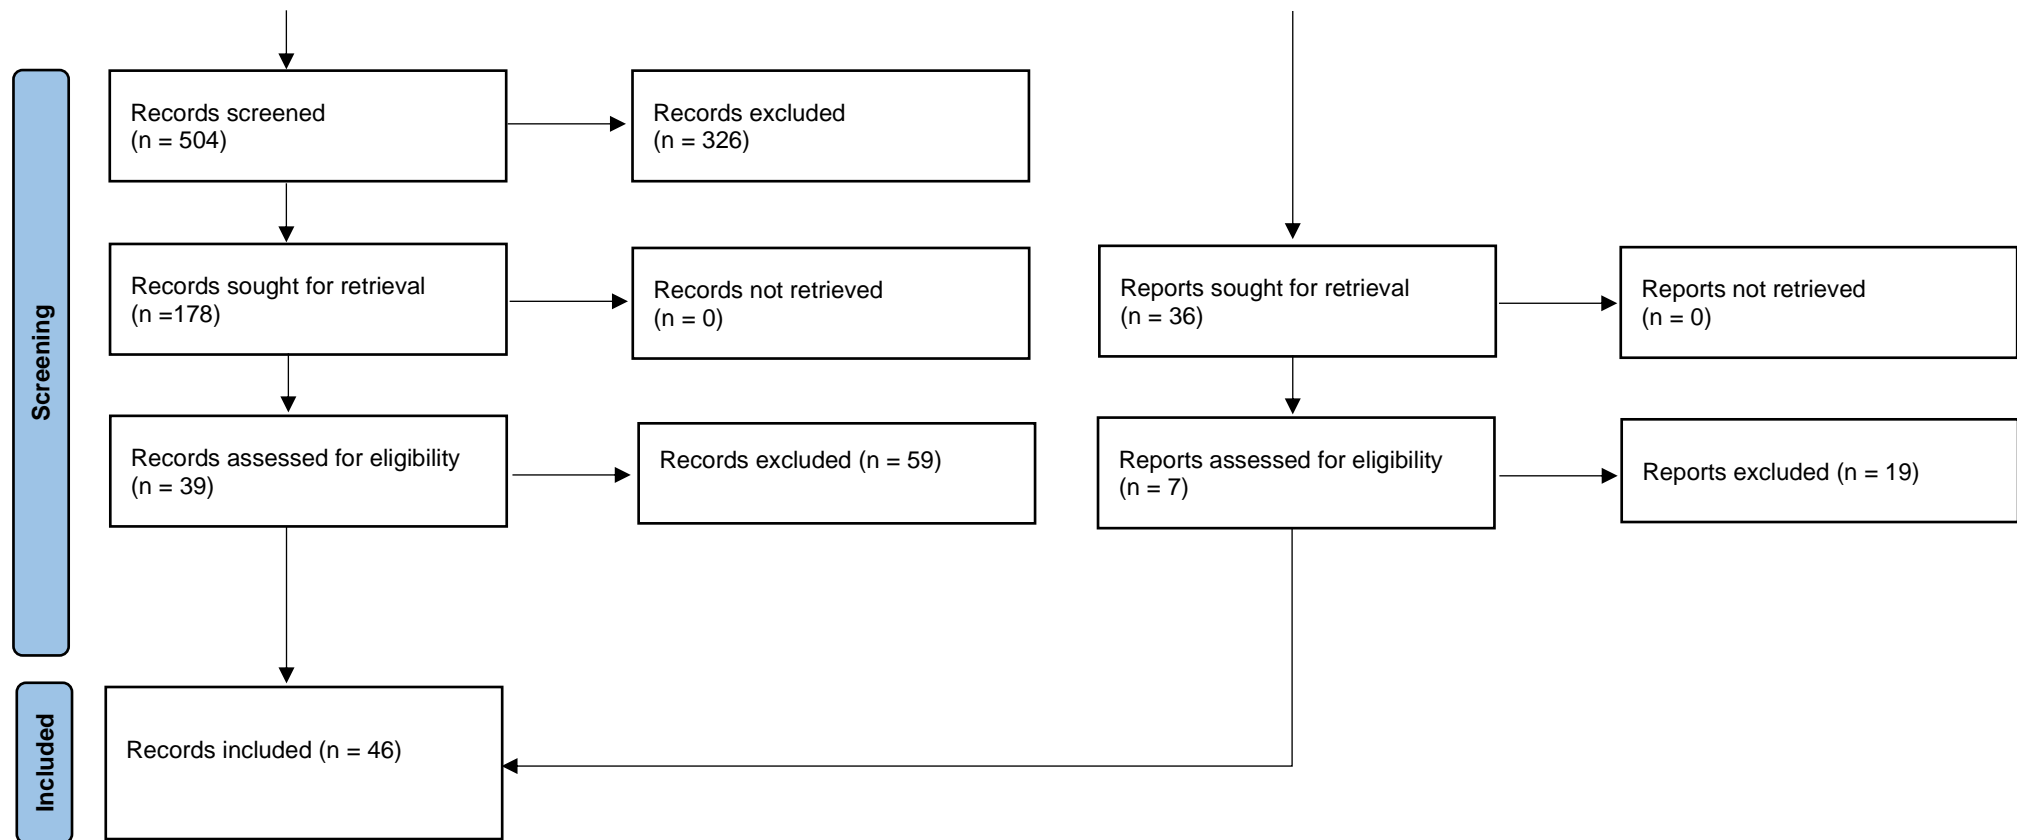 Screening
Records screened
(n = 504)
Records excluded
(n = 326)
Records sought for retrieval
(n =178)
Records not retrieved
(n = 0)
Reports sought for retrieval
(n = 36)
Reports not retrieved
(n = 0)
Records assessed for eligibility
(n = 39)
Records excluded (n = 59)
Reports assessed for eligibility
(n = 7)
Reports excluded (n = 19)
Included
Records included (n = 46)